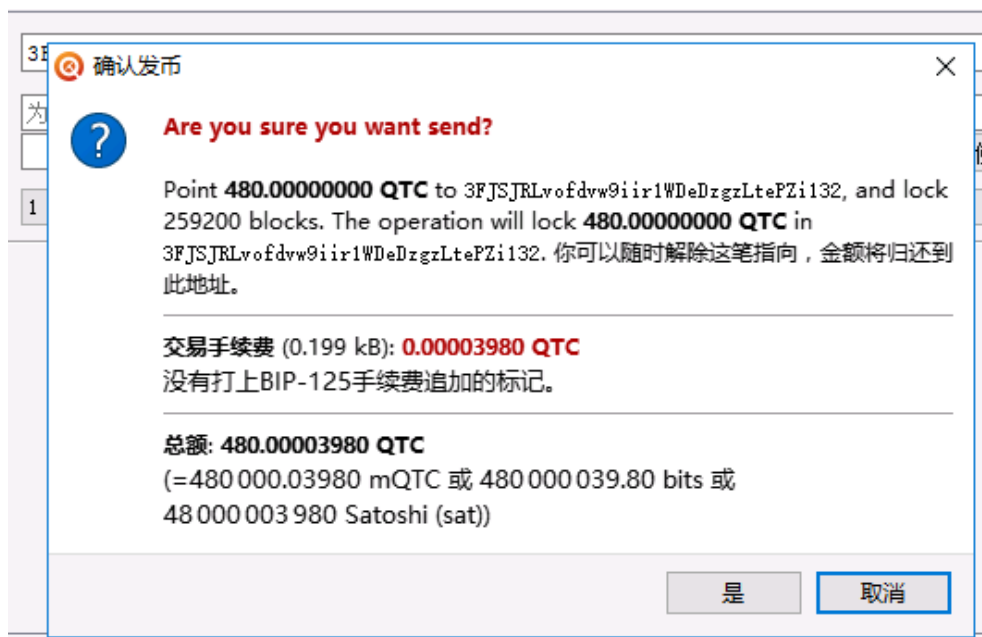 3F
确认发币
为
Are you sure you want send?
Point 480.00000000 QTC to 3FJSJRLvofdvw9iir1WDeDzgzLtePZi132, and lock
259200 blocks. The operation will lock 480.00000000 QTC in
3FJSJRLvofdvw9iir1WDeDzgzLtePZi132. 你可以随时解除这笔指向，金额将归还到
此地址。
1
交易手续费 (0.199 kB): 0.00003980 QTC
没有打上BIP-125手续费追加的标记。
总额: 480.00003980 QTC
(=480 000.03980 mQTC 或 480 000 039.80 bits 或
48 000 003 980 Satoshi (sat))
是
取消